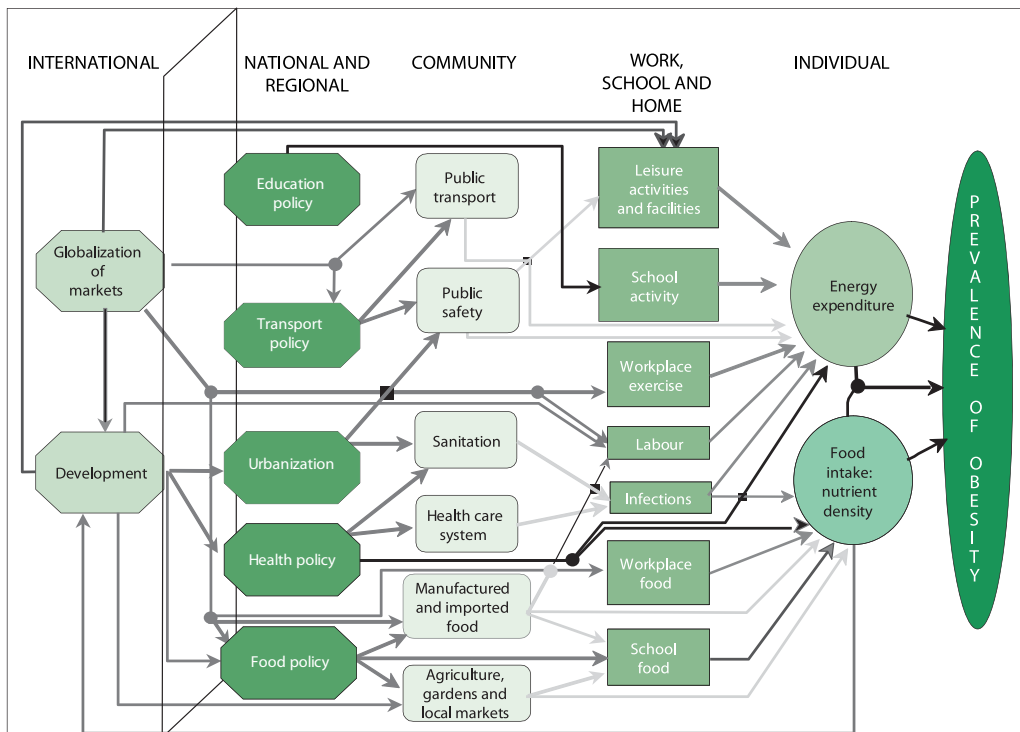 INTERNATIONAL
NATIONAL AND
REGIONAL
COMMUNITY
WORK,
SCHOOL AND
HOME
INDIVIDUAL
Globalization
of
markets
Development
Education
policy
Transport
policy
Urbanization
Health policy
Food policy
Public
transport
Public
safety
Sanitation
Health care
system
Manufactured
and imported
food
Agriculture,
gardens and
local markets
Leisure
activities
and facilities
School
activity
Workplace
exercise
Labour
Infections
Workplace
food
School
food
Energy
expenditure
Food
intake:
nutrient
density
PREVALENCE OF OBESITY